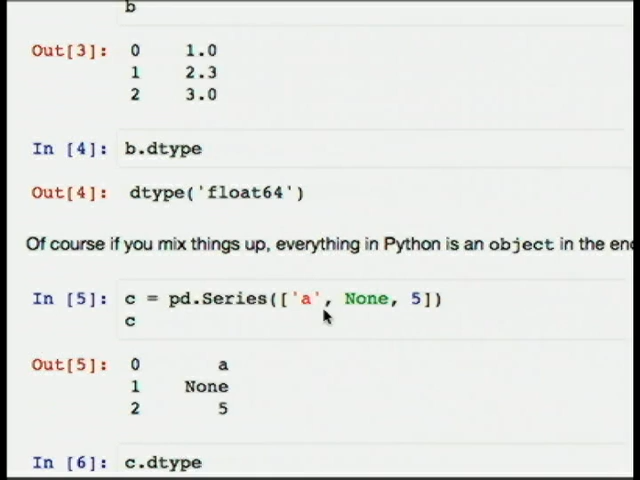 b
Out[3]: 0 1.0
1 2.3
2 3.0
In [4]: b.dtype
Out[4]: dtype('float64')
Of course if you mix things up, everything in Python is an object in the
In [5]: c = pd.Series(['a', None, 5])
c
Out[5]: 0 a
1 None
2 5
In [6]: c.dtype